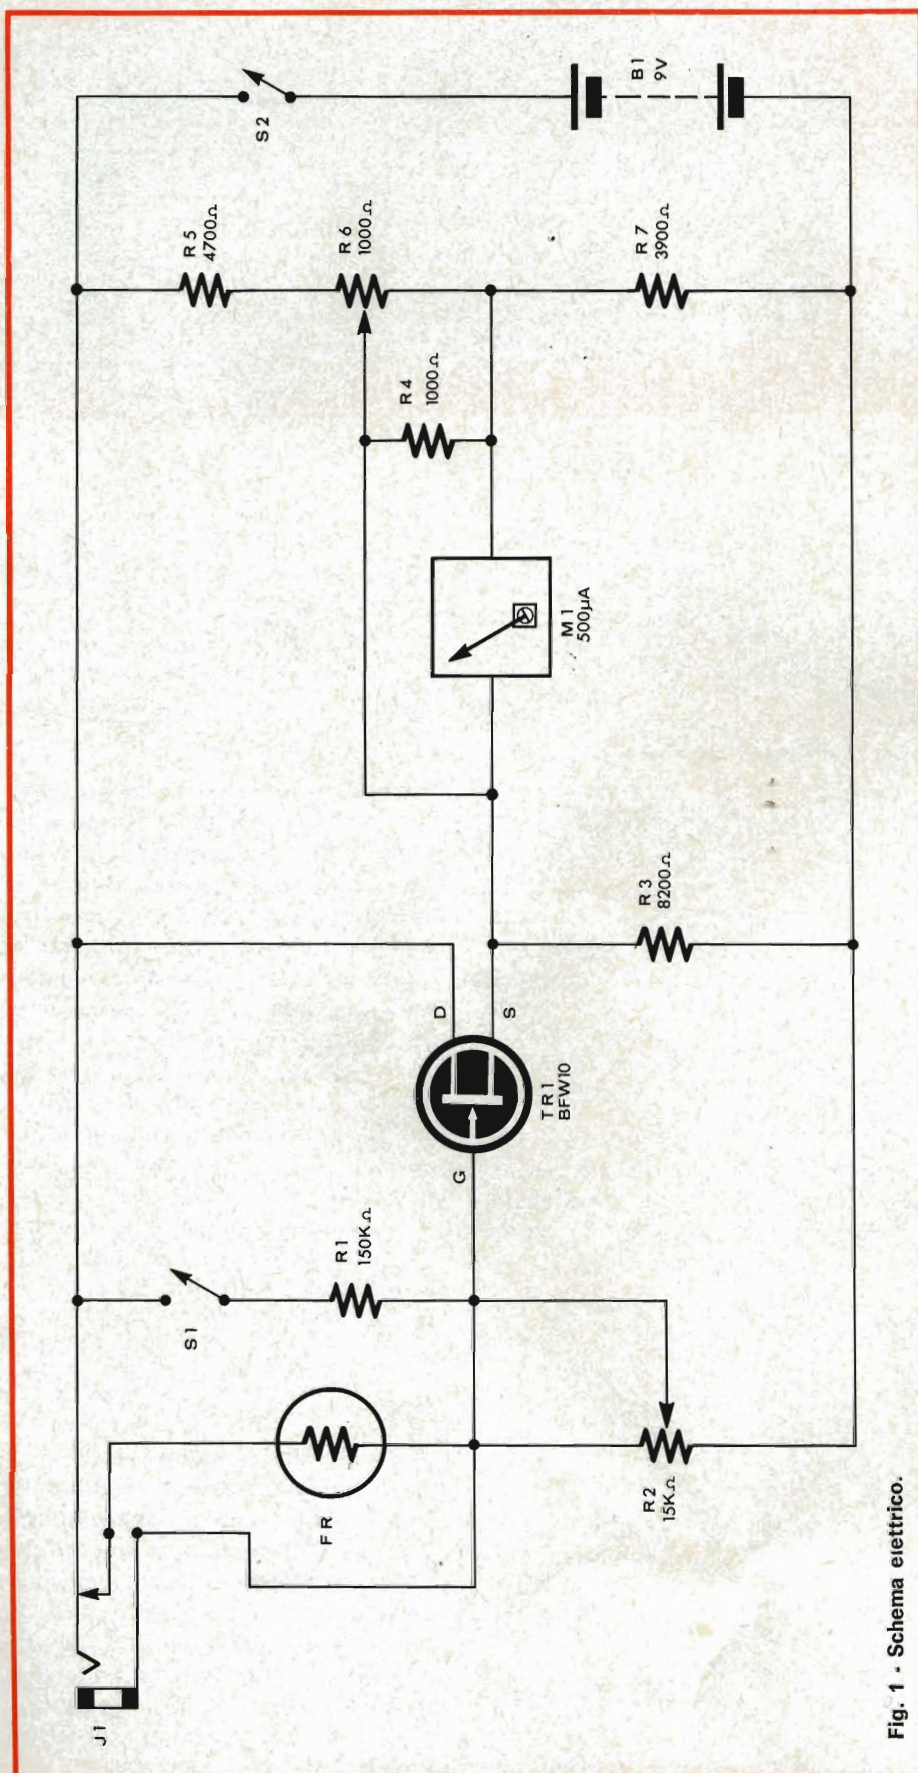 J1
FR
R2
15KΩ
S1
R1
150KΩ
G
D
S
TR1
BFW10
R3
8200Ω
M1
500µA
R4
1000Ω
R5
4700Ω
R6
1000Ω
R7
3900Ω
S2
B1
9V
Fig. 1 - Schema elettrico.